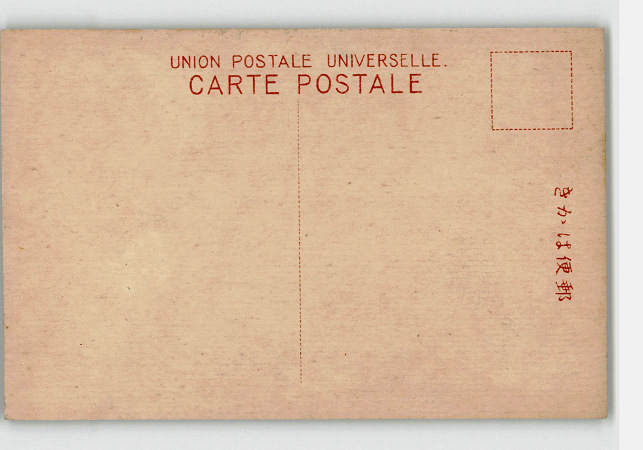 UNION POSTALE UNIVERSELLE.
CARTE POSTALE
きかは便郵